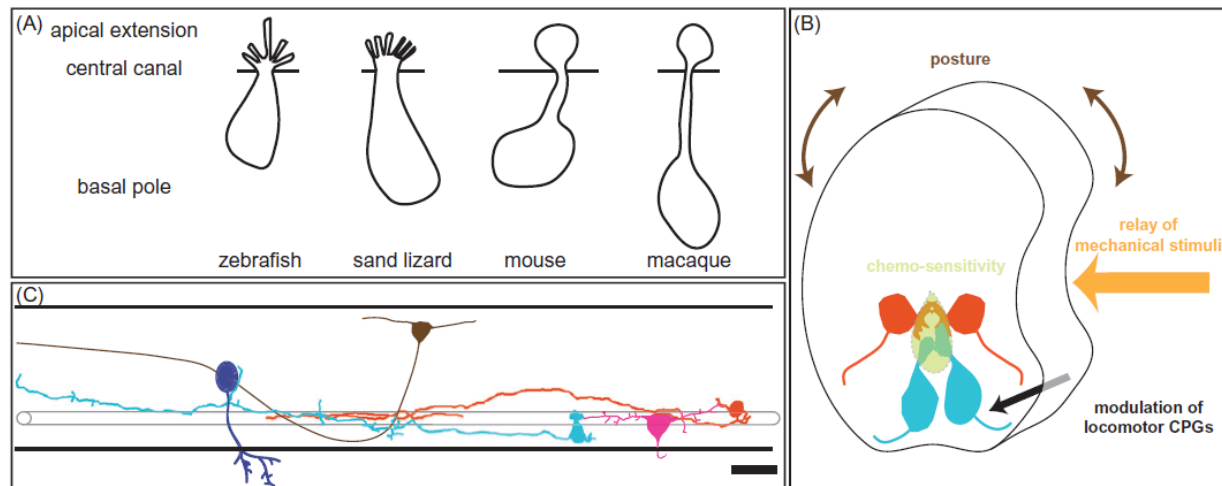 (A)
apical extension
central canal
basal pole
zebrafish sand lizard mouse macaque
(B)
posture
relay of
mechanical stimuli
chemo-sensitivity
modulation of
locomotor CPGs
(C)